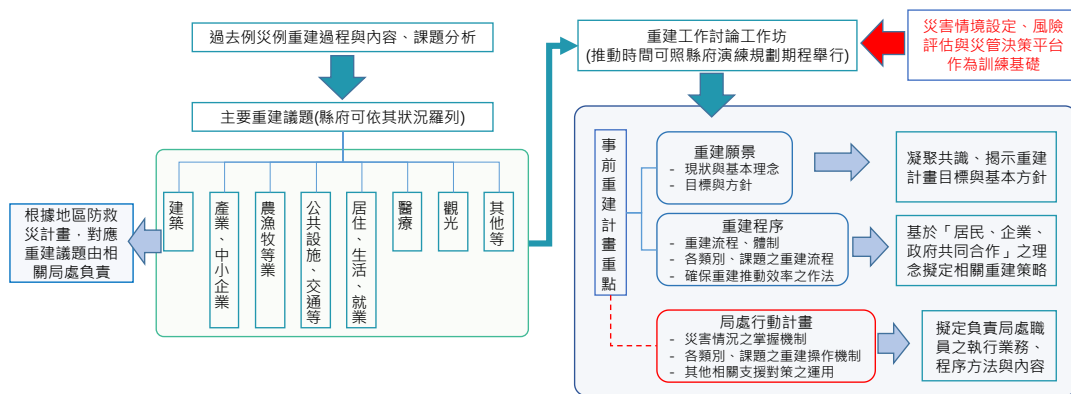 過去例災例重建過程與內容、課題分析
主要重建議題(縣府可依其狀況羅列)
建築
產業、中小企業
農漁牧等業
公共設施、交通等
居住、生活、就業
醫療
觀光
其他等
根據地區防救
災計畫，對應
重建議題由相
關局處負責
重建工作討論工作坊
(推動時間可照縣府演練規劃期程舉行)
災害情境設定、風險
評估與災管決策平台
作為訓練基礎
事前重建計畫重點
重建願景
- 現狀與基本理念
- 目標與方針
凝聚共識、揭示重建
計畫目標與基本方針
重建程序
- 重建流程、體制
- 各類別、課題之重建流程
- 確保重建推動效率之作法
基於「居民、企業、
政府共同合作」之理
念擬定相關重建策略
局處行動計畫
- 災害情況之掌握機制
- 各類別、課題之重建操作機制
- 其他相關支援對策之運用
擬定負責局處職
員之執行業務、
程序方法與內容